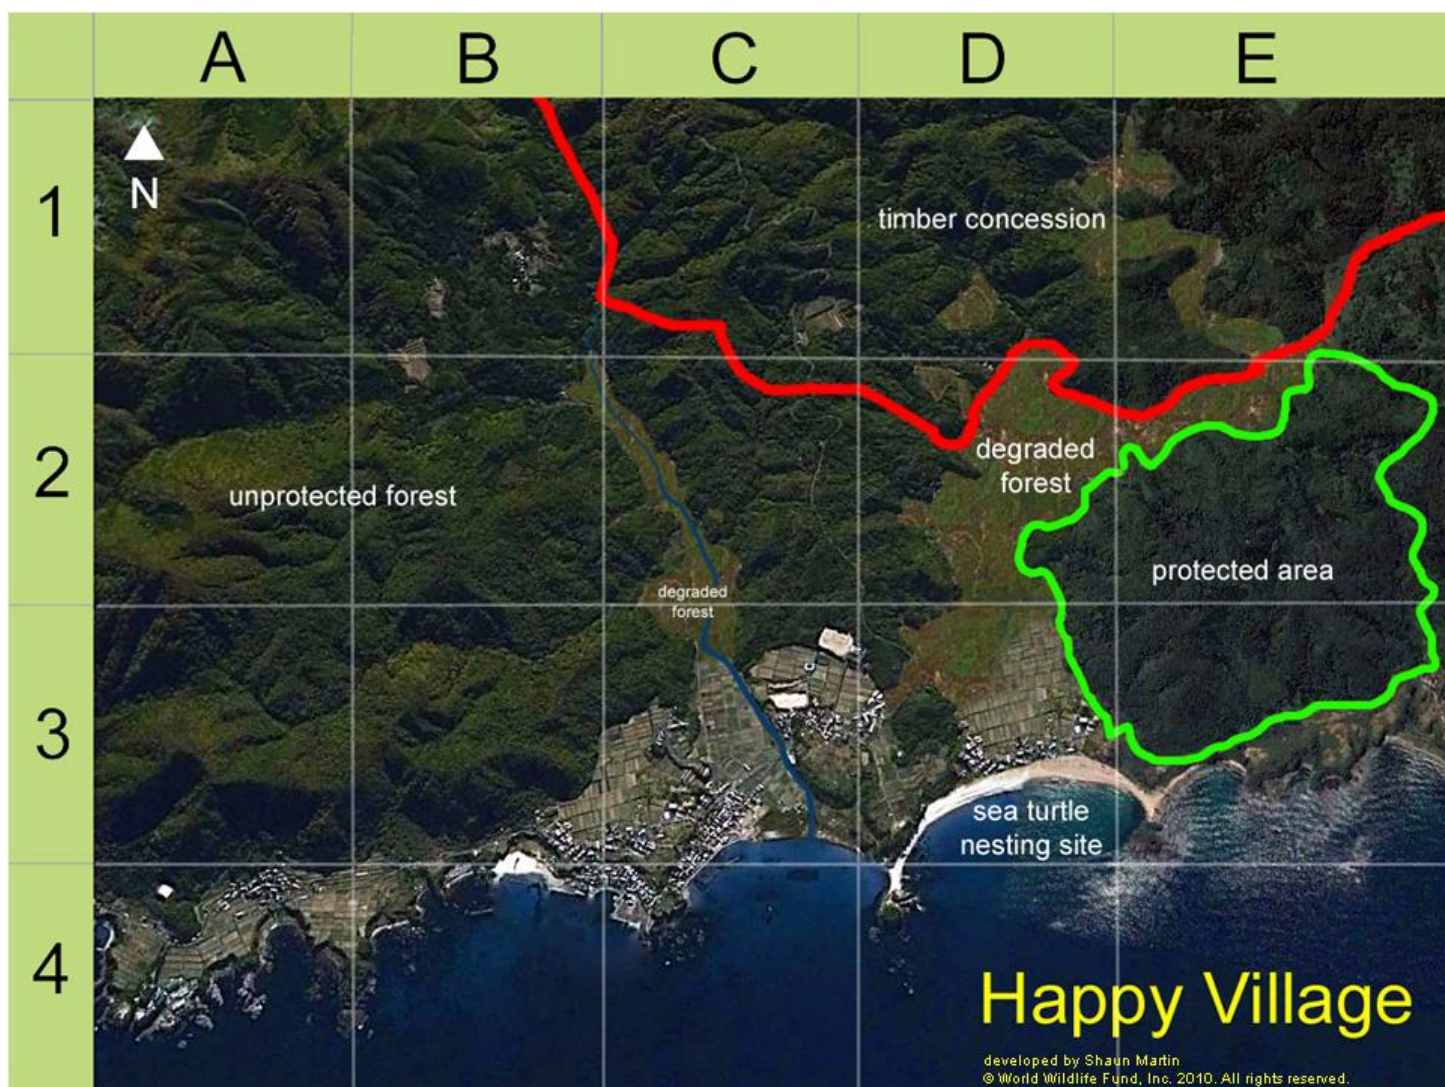 A B C D E
1
N
timber concession
2
degraded
forest
unprotected forest
protected area
degraded
forest
3
sea turtle
nesting site
4
Happy Village
developed by Shaun Martin
© World Wildlife Fund, Inc. 2010. All rights reserved.